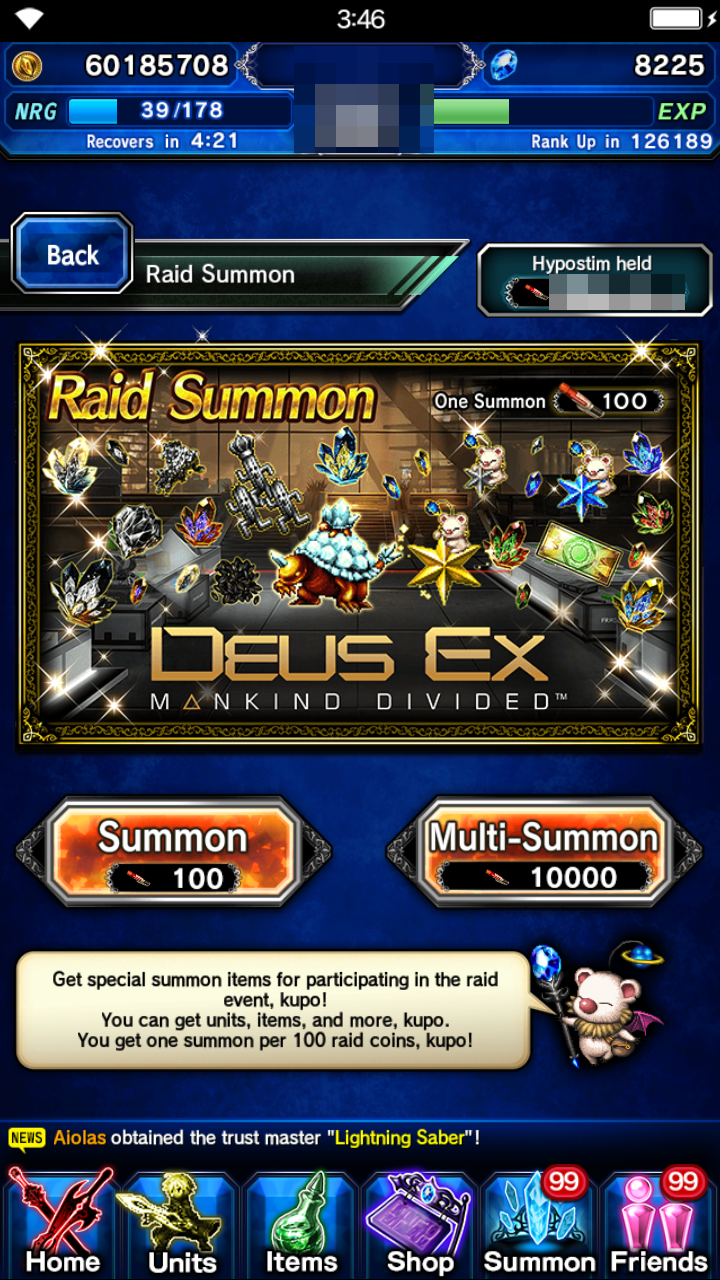 3:46
60185708
8225
NRG 39/178
EXP
Recovers in 4:21
Rank Up in 126189
Back
Raid Summon
Hypostim held
Raid Summon
One Summon 100
DEUS EX
MANKIND DIVIDED™
Summon
100
Multi-Summon
10000
Get special summon items for participating in the raid
event, kupo!
You can get units, items, and more, kupo.
You get one summon per 100 raid coins, kupo!
NEWS Aiolas obtained the trust master "Lightning Saber"!
99
99
Home Units Items Shop Summon Friends